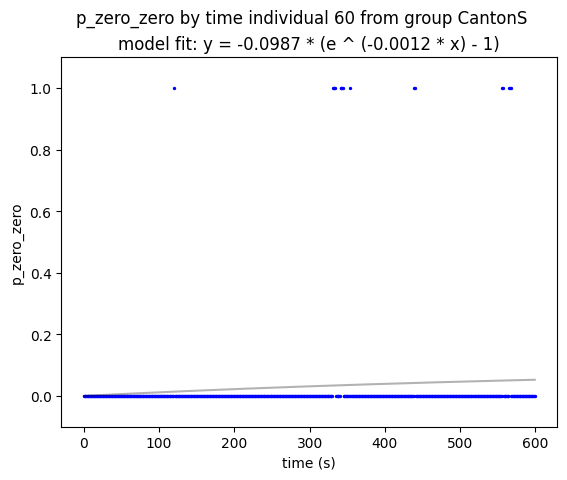 p_zero_zero by time individual 60 from group CantonS
model fit: y = -0.0987 * (e ^ (-0.0012 * x) - 1)
1.0
0.8
0.6
0.4
0.2
0.0
p_zero_zero
0 100 200 300 400 500 600
time (s)